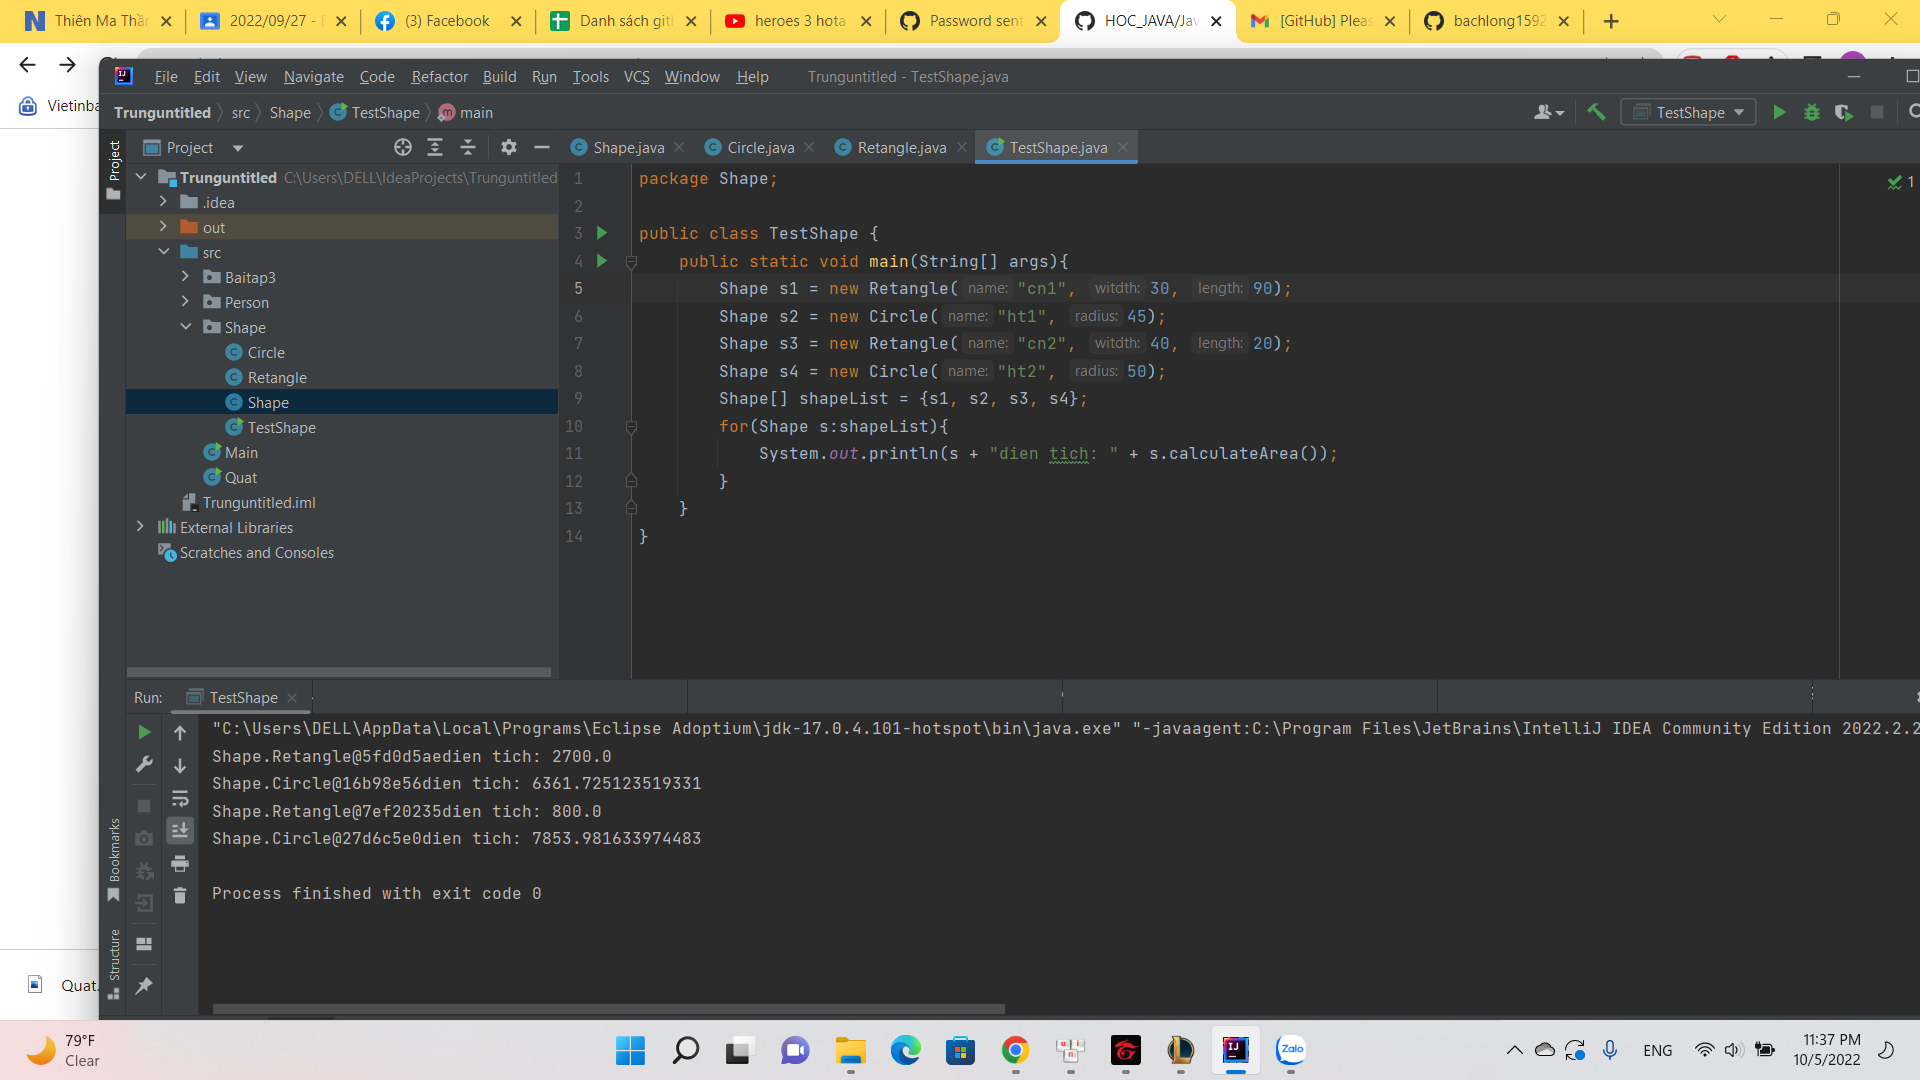 Thiên Ma Thần
2022/09/27 -
(3) Facebook
Danh sách git
heroes 3 hota
Password sent
HOC_JAVA/Jav
[GitHub] Pleas
bachlong1592
File Edit View Navigate Code Refactor Build Run Tools VCS Window Help Trunguntitled - TestShape.java
Vietinba
Trunguntitled src Shape TestShape main
TestShape
Project
Project
Shape.java Circle.java Retangle.java TestShape.java
Trunguntitled C:\Users\DELL\IdeaProjects\Trunguntitled
.idea
out
src
Baitap3
Person
Shape
Circle
Retangle
Shape
TestShape
Main
Quat
Trunguntitled.iml
External Libraries
Scratches and Consoles
1 package Shape;
2
3 public class TestShape {
4 public static void main(String[] args){
5 Shape s1 = new Retangle( name: "cn1", witdth: 30, length: 90);
6 Shape s2 = new Circle( name: "ht1", radius: 45);
7 Shape s3 = new Retangle( name: "cn2", witdth: 40, length: 20);
8 Shape s4 = new Circle( name: "ht2", radius: 50);
9 Shape[] shapeList = {s1, s2, s3, s4};
10 for(Shape s:shapeList){
11 System.out.println(s + "dien tich: " + s.calculateArea());
12 }
13 }
14 }
1
Run: TestShape
"C:\Users\DELL\AppData\Local\Programs\Eclipse Adoptium\jdk-17.0.4.101-hotspot\bin\java.exe" "-javaagent:C:\Program Files\JetBrains\IntelliJ IDEA Community Edition 2022.2.2
Shape.Retangle@5fd0d5aedien tich: 2700.0
Shape.Circle@16b98e56dien tich: 6361.725123519331
Shape.Retangle@7ef20235dien tich: 800.0
Shape.Circle@27d6c5e0dien tich: 7853.981633974483
Process finished with exit code 0
Bookmarks
Structure
Quat.
79°F
Clear
Zalo
ENG
11:37 PM
10/5/2022